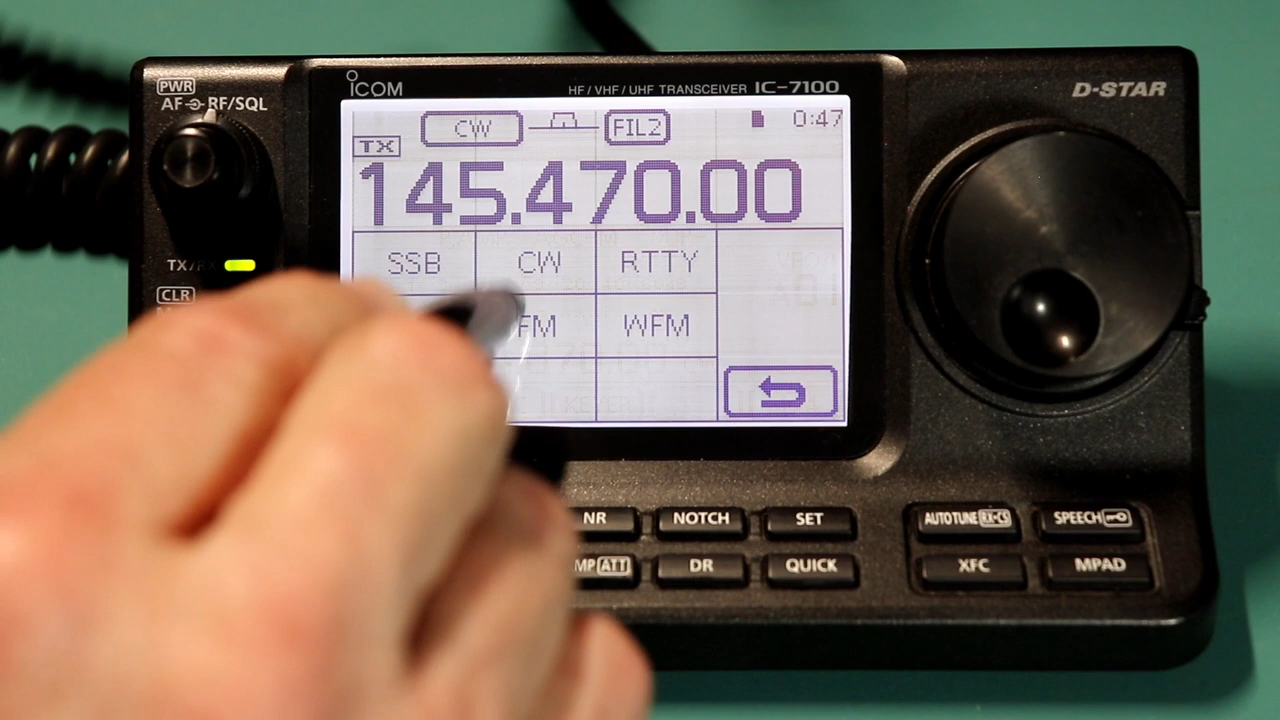 PWR
AF RF/SQL
ICOM
HF/VHF/UHF TRANSCEIVER IC-7100
D-STAR
CW FIL2 0:47
TX
145.470.00
TX/RX
SSB CW RTTY
CLR
FM WFM
NR NOTCH SET AUTOTUNE RX-CS SPEECH
ATT DR QUICK XFC MPAD